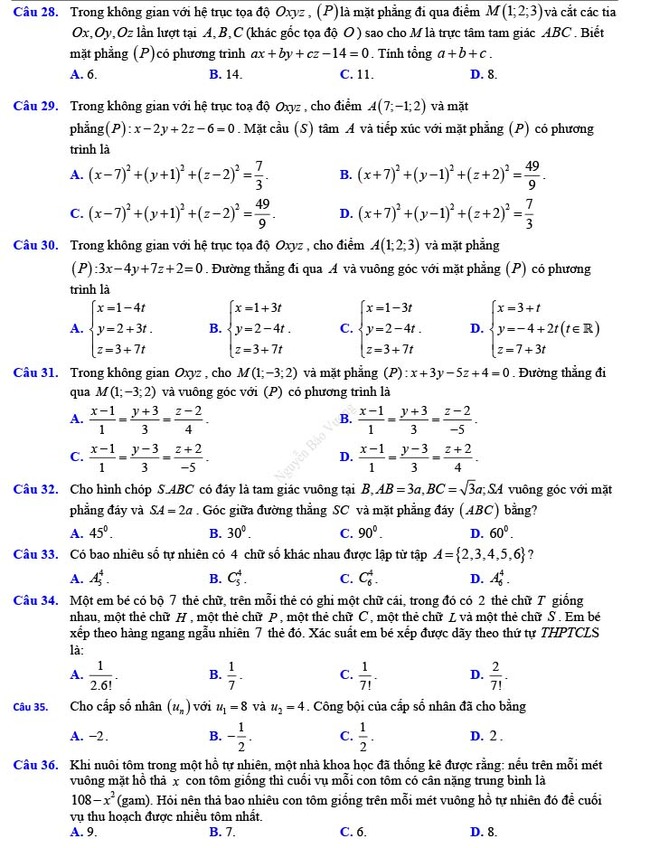 Câu 28. Trong không gian với hệ trục tọa độ Oxyz , (P) là mặt phẳng đi qua điểm M(1;2;3) và cắt các tia
Ox,Oy,Oz lần lượt tại A,B,C (khác gốc tọa độ O) sao cho M là trực tâm tam giác ABC. Biết
mặt phẳng (P) có phương trình ax+by+cz−14=0. Tính tổng a+b+c.
A. 6. B. 14. C. 11. D. 8.
Câu 29. Trong không gian với hệ trục toạ độ Oxyz , cho điểm A(7;−1;2) và mặt
phẳng(P): x−2y+2z−6=0. Mặt cầu (S) tâm A và tiếp xúc với mặt phẳng (P) có phương
trình là
A. (x−7)²+(y+1)²+(z−2)²=7/3. B. (x+7)²+(y−1)²+(z+2)²=49/9.
C. (x−7)²+(y+1)²+(z−2)²=49/9. D. (x+7)²+(y−1)²+(z+2)²=7/3
Câu 30. Trong không gian với hệ trục tọa độ Oxyz , cho điểm A(1;2;3) và mặt phẳng
(P):3x−4y+7z+2=0. Đường thẳng đi qua A và vuông góc với mặt phẳng (P) có phương
trình là
A. {x=1−4t; y=2+3t; z=3+7t. B. {x=1+3t; y=2−4t; z=3+7t. C. {x=1−3t; y=2−4t; z=3+7t. D. {x=3+t; y=−4+2t; z=7+3t (t∈ℝ)
Câu 31. Trong không gian Oxyz , cho M(1;−3;2) và mặt phẳng (P): x+3y−5z+4=0. Đường thẳng đi
qua M(1;−3;2) và vuông góc với (P) có phương trình là
A. (x−1)/1=(y+3)/3=(z−2)/4. B. (x−1)/1=(y+3)/3=(z−2)/−5.
C. (x−1)/1=(y−3)/3=(z+2)/−5. D. (x−1)/1=(y−3)/3=(z+2)/4.
Câu 32. Cho hình chóp S.ABC có đáy là tam giác vuông tại B, AB=3a, BC=√3a; SA vuông góc với mặt
phẳng đáy và SA=2a. Góc giữa đường thẳng SC và mặt phẳng đáy (ABC) bằng?
A. 45⁰. B. 30⁰. C. 90⁰. D. 60⁰.
Câu 33. Có bao nhiêu số tự nhiên có 4 chữ số khác nhau được lập từ tập A={2,3,4,5,6}?
A. A₅⁴. B. C₅⁴. C. C₆⁴. D. A₆⁴.
Câu 34. Một em bé có bộ 7 thẻ chữ, trên mỗi thẻ có ghi một chữ cái, trong đó có 2 thẻ chữ T giống
nhau, một thẻ chữ H , một thẻ chữ P , một thẻ chữ C , một thẻ chữ L và một thẻ chữ S . Em bé
xếp theo hàng ngang ngẫu nhiên 7 thẻ đó. Xác suất em bé xếp được dãy theo thứ tự THPTCLS
là:
A. 1/2.6!. B. 1/7. C. 1/7!. D. 2/7!.
Câu 35. Cho cấp số nhân (uₙ) với u₁=8 và u₂=4. Công bội của cấp số nhân đã cho bằng
A. −2. B. −1/2. C. 1/2. D. 2.
Câu 36. Khi nuôi tôm trong một hồ tự nhiên, một nhà khoa học đã thống kê được rằng: nếu trên mỗi mét
vuông mặt hồ thả x con tôm giống thì cuối vụ mỗi con tôm có cân nặng trung bình là
108−x² (gam). Hỏi nên thả bao nhiêu con tôm giống trên mỗi mét vuông hồ tự nhiên đó để cuối
vụ thu hoạch được nhiều tôm nhất.
A. 9. B. 7. C. 6. D. 8.